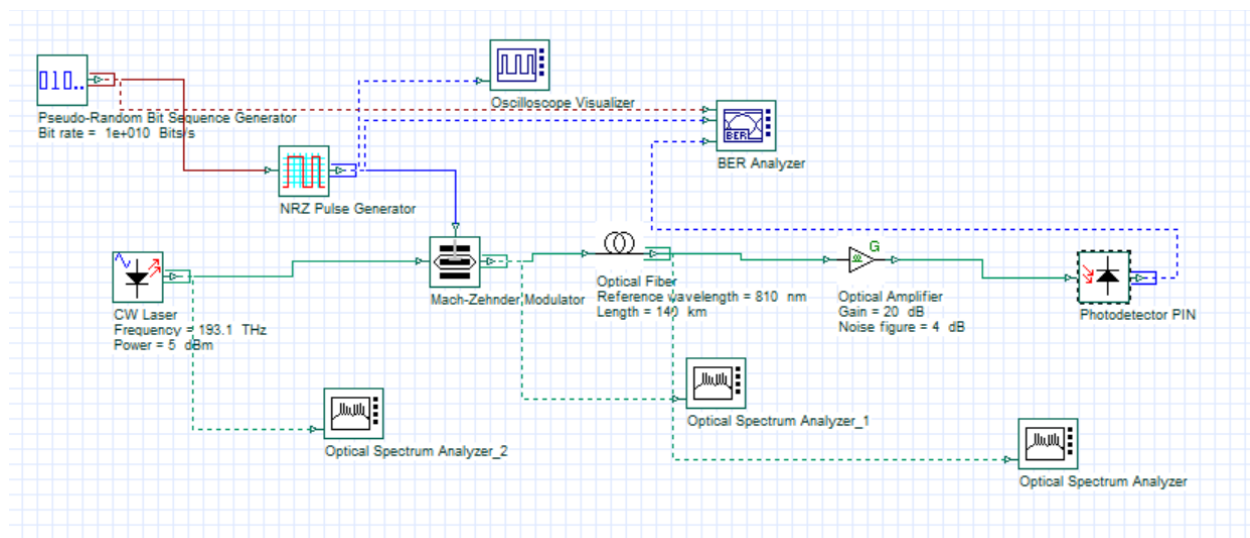 Oscilloscope Visualizer
010..
Pseudo-Random Bit Sequence Generator
Bit rate = 1e+010 Bits/s
BER
BER Analyzer
NRZ Pulse Generator
Mach-Zehnder Modulator
Optical Fiber
Reference wavelength = 810 nm
Length = 140 km
G
Optical Amplifier
Gain = 20 dB
Noise figure = 4 dB
Photodetector PIN
CW Laser
Frequency = 193.1 THz
Power = 5 dBm
Optical Spectrum Analyzer_1
Optical Spectrum Analyzer_2
Optical Spectrum Analyzer